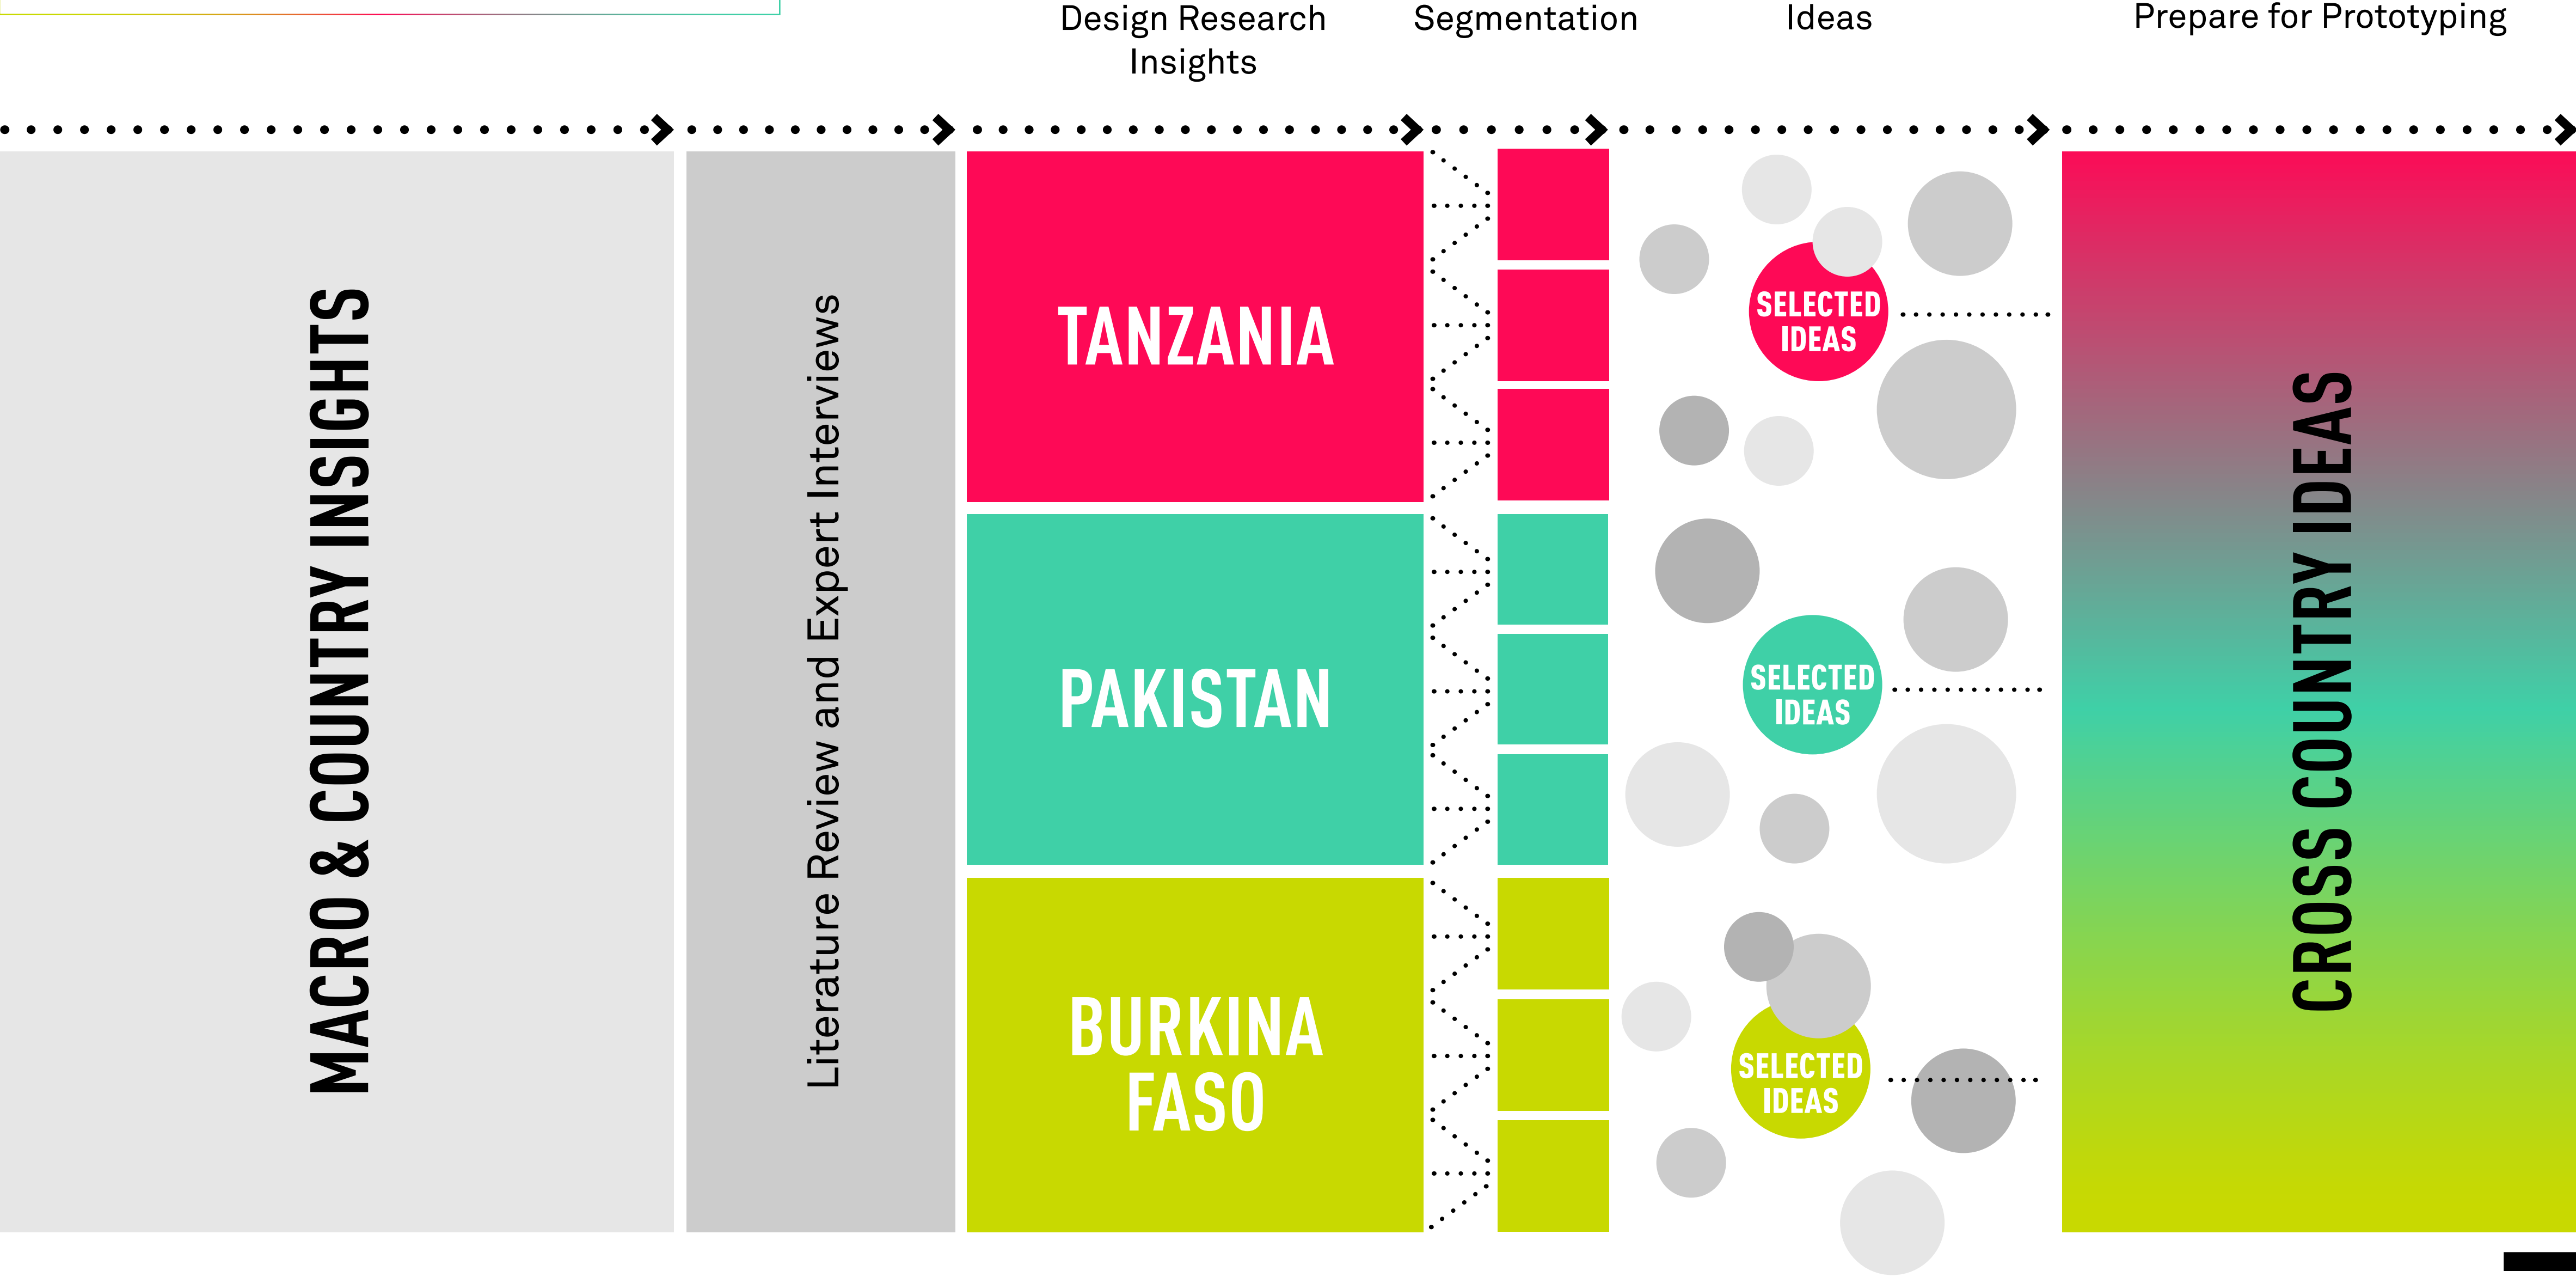 Design Research
Insights
Segmentation
Ideas
Prepare for Prototyping
MACRO & COUNTRY INSIGHTS
Literature Review and Expert Interviews
TANZANIA
PAKISTAN
BURKINA
FASO
SELECTED
IDEAS
SELECTED
IDEAS
SELECTED
IDEAS
CROSS COUNTRY IDEAS